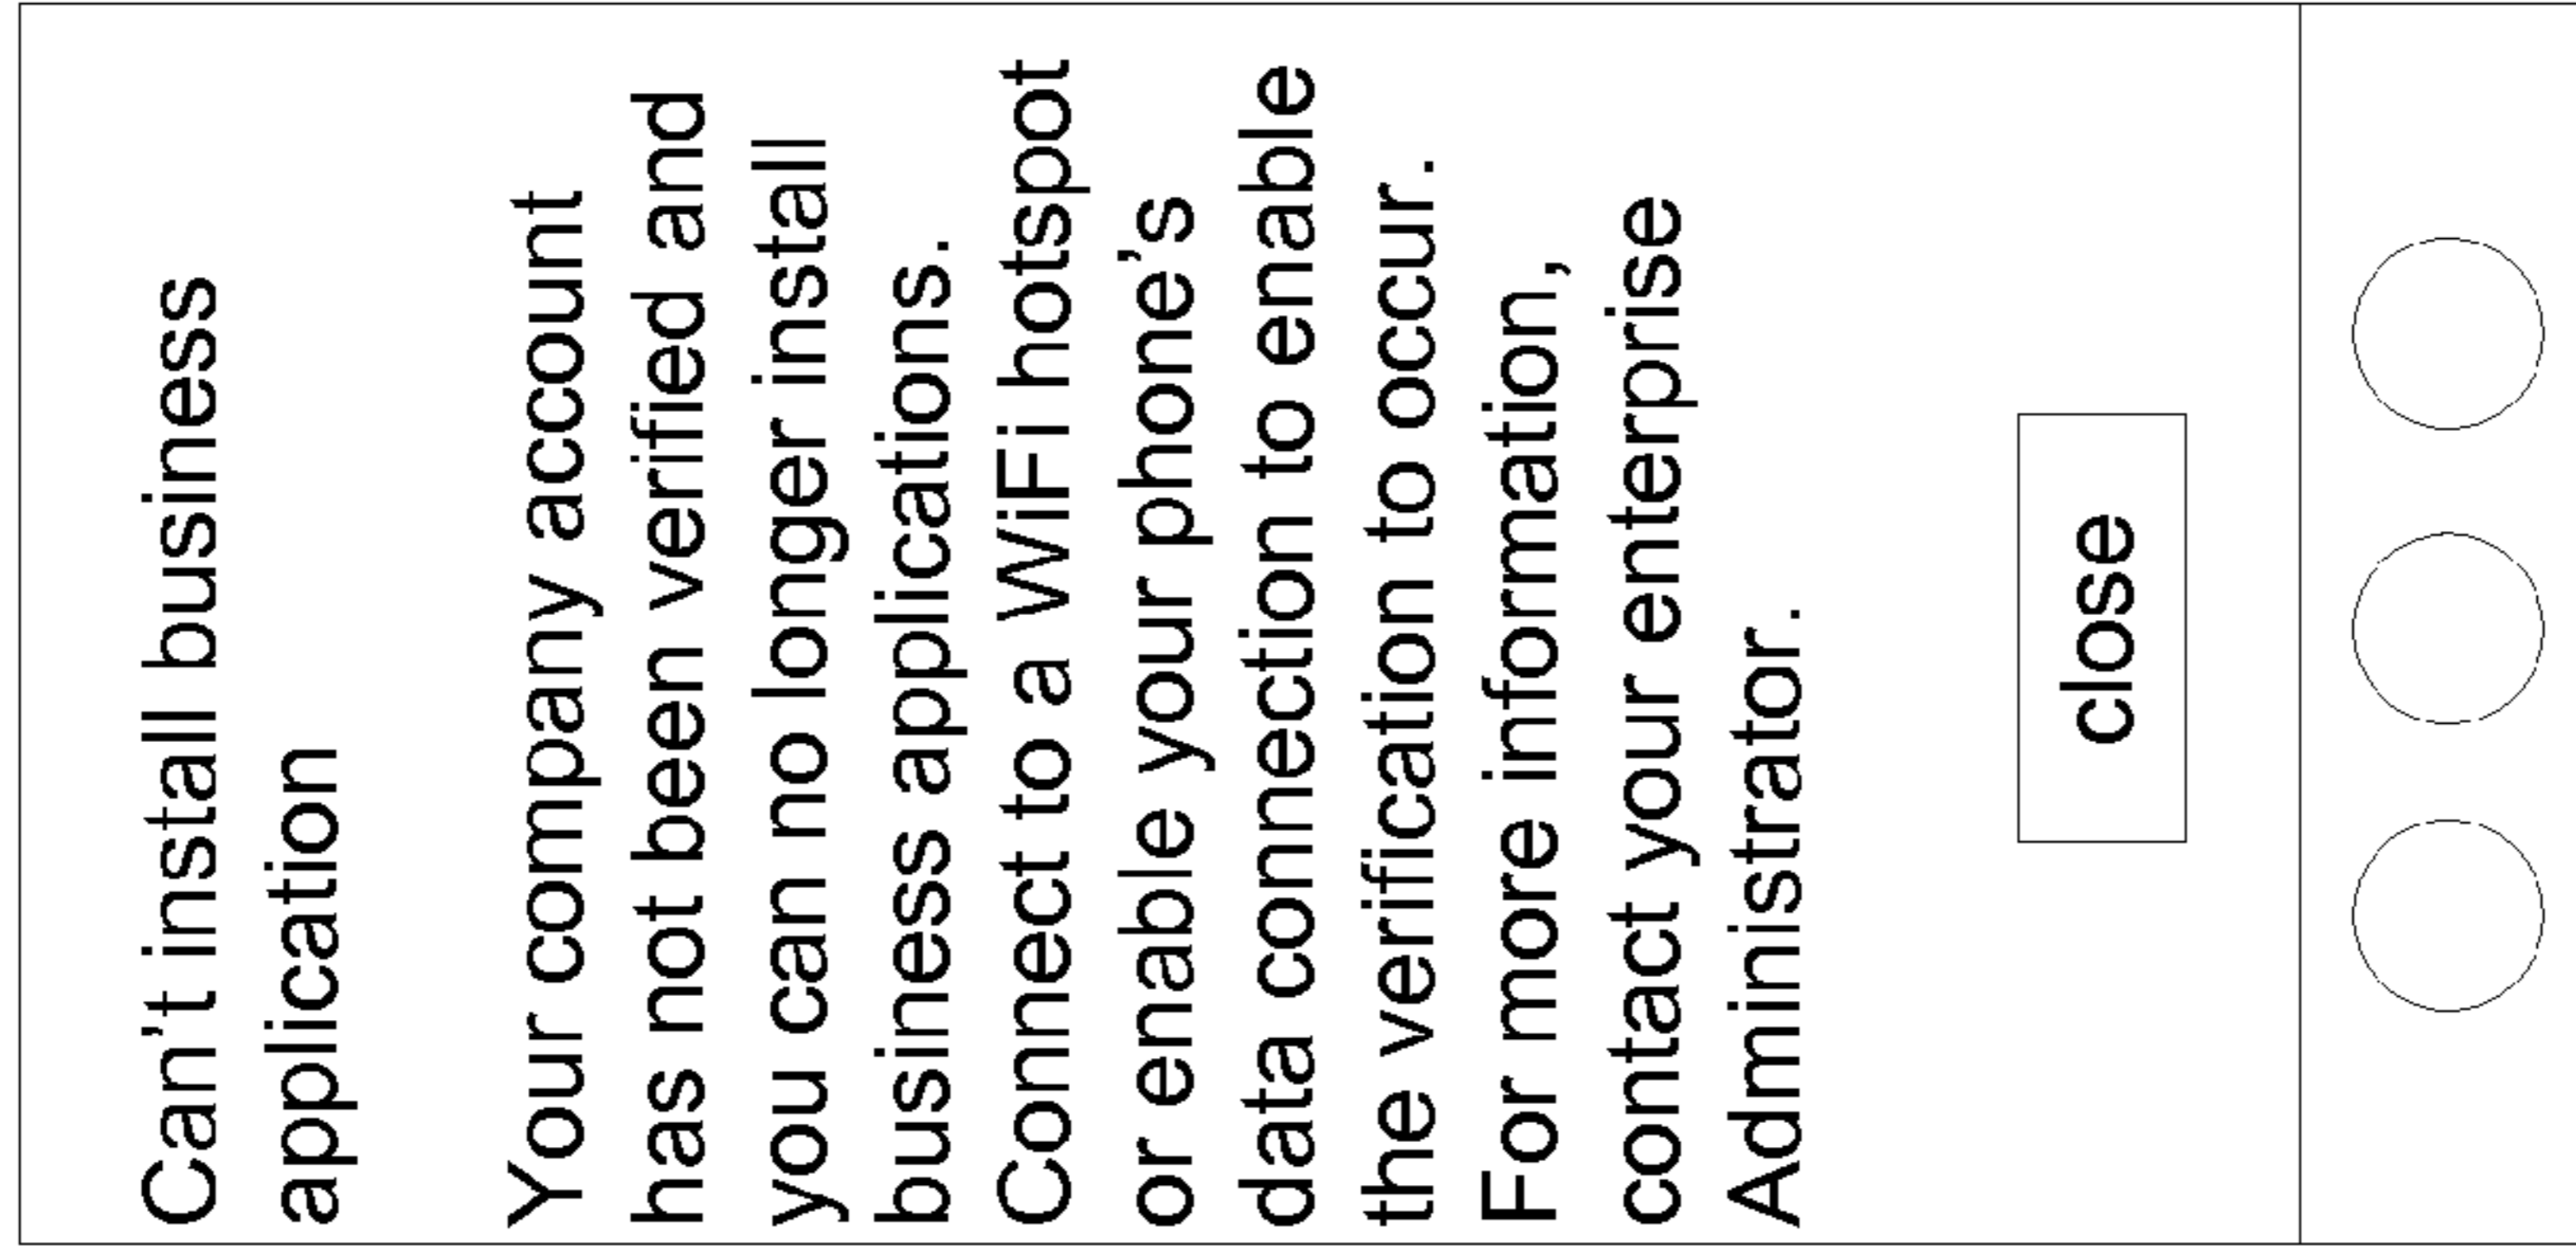 Can't install business
application
Your company account
has not been verified and
you can no longer install
business applications.
Connect to a WiFi hotspot
or enable your phone's
data connection to enable
the verification to occur.
For more information,
contact your enterprise
Administrator.
close